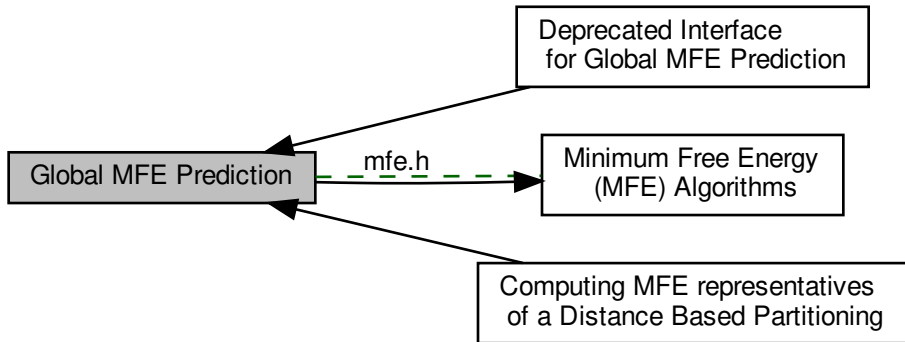 Deprecated Interface
for Global MFE Prediction
mfe.h
Global MFE Prediction
Minimum Free Energy
(MFE) Algorithms
Computing MFE representatives
of a Distance Based Partitioning